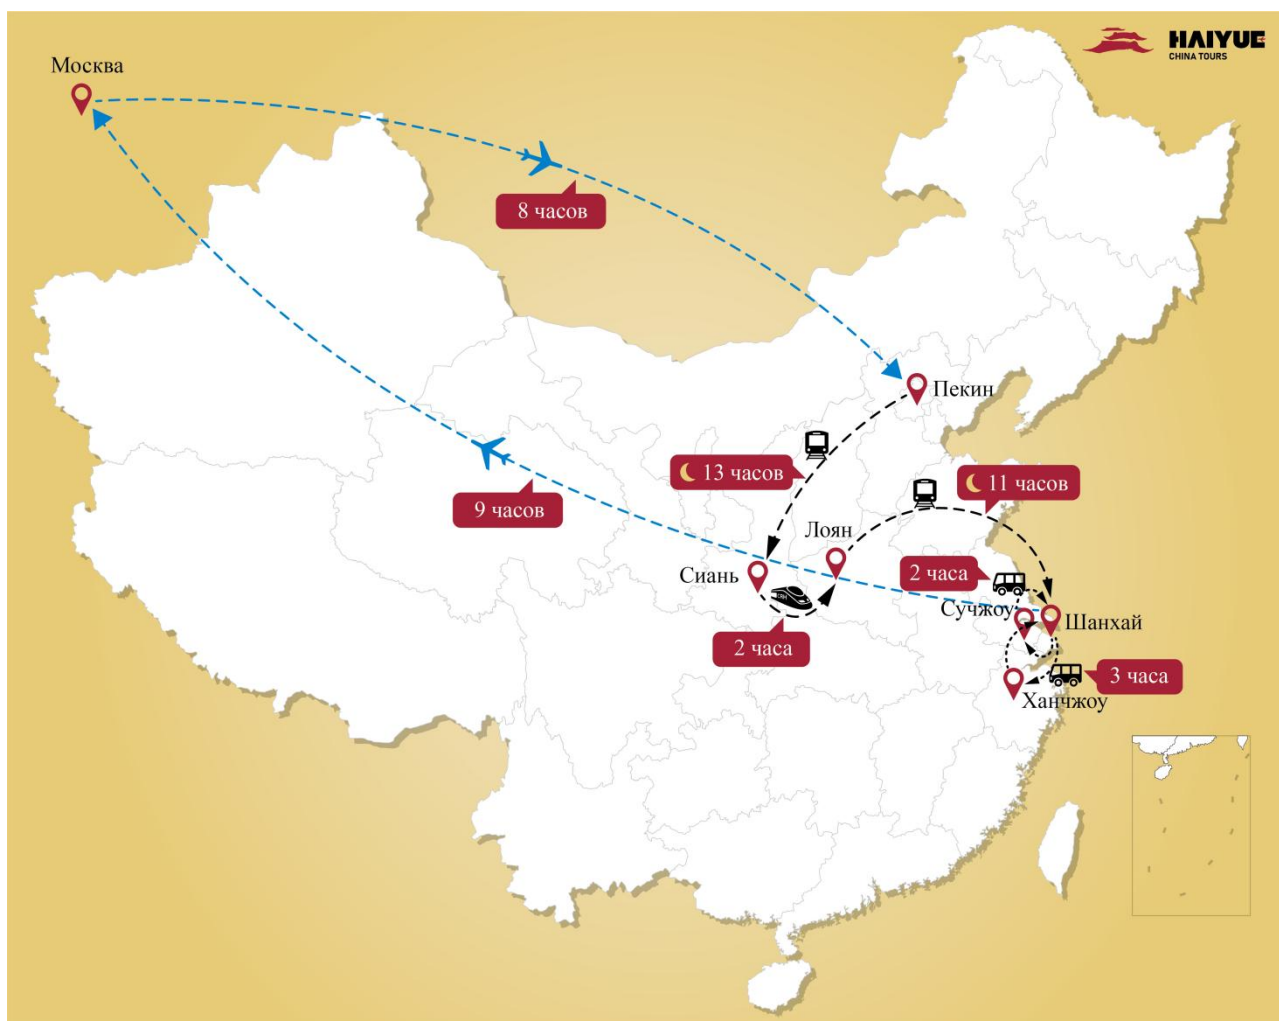 HAIYUE
CHINA TOURS
Москва
8 часов
Пекин
13 часов
11 часов
9 часов
Лоян
Сиань
2 часа
Сучжоу
Шанхай
2 часа
3 часа
Ханчжоу